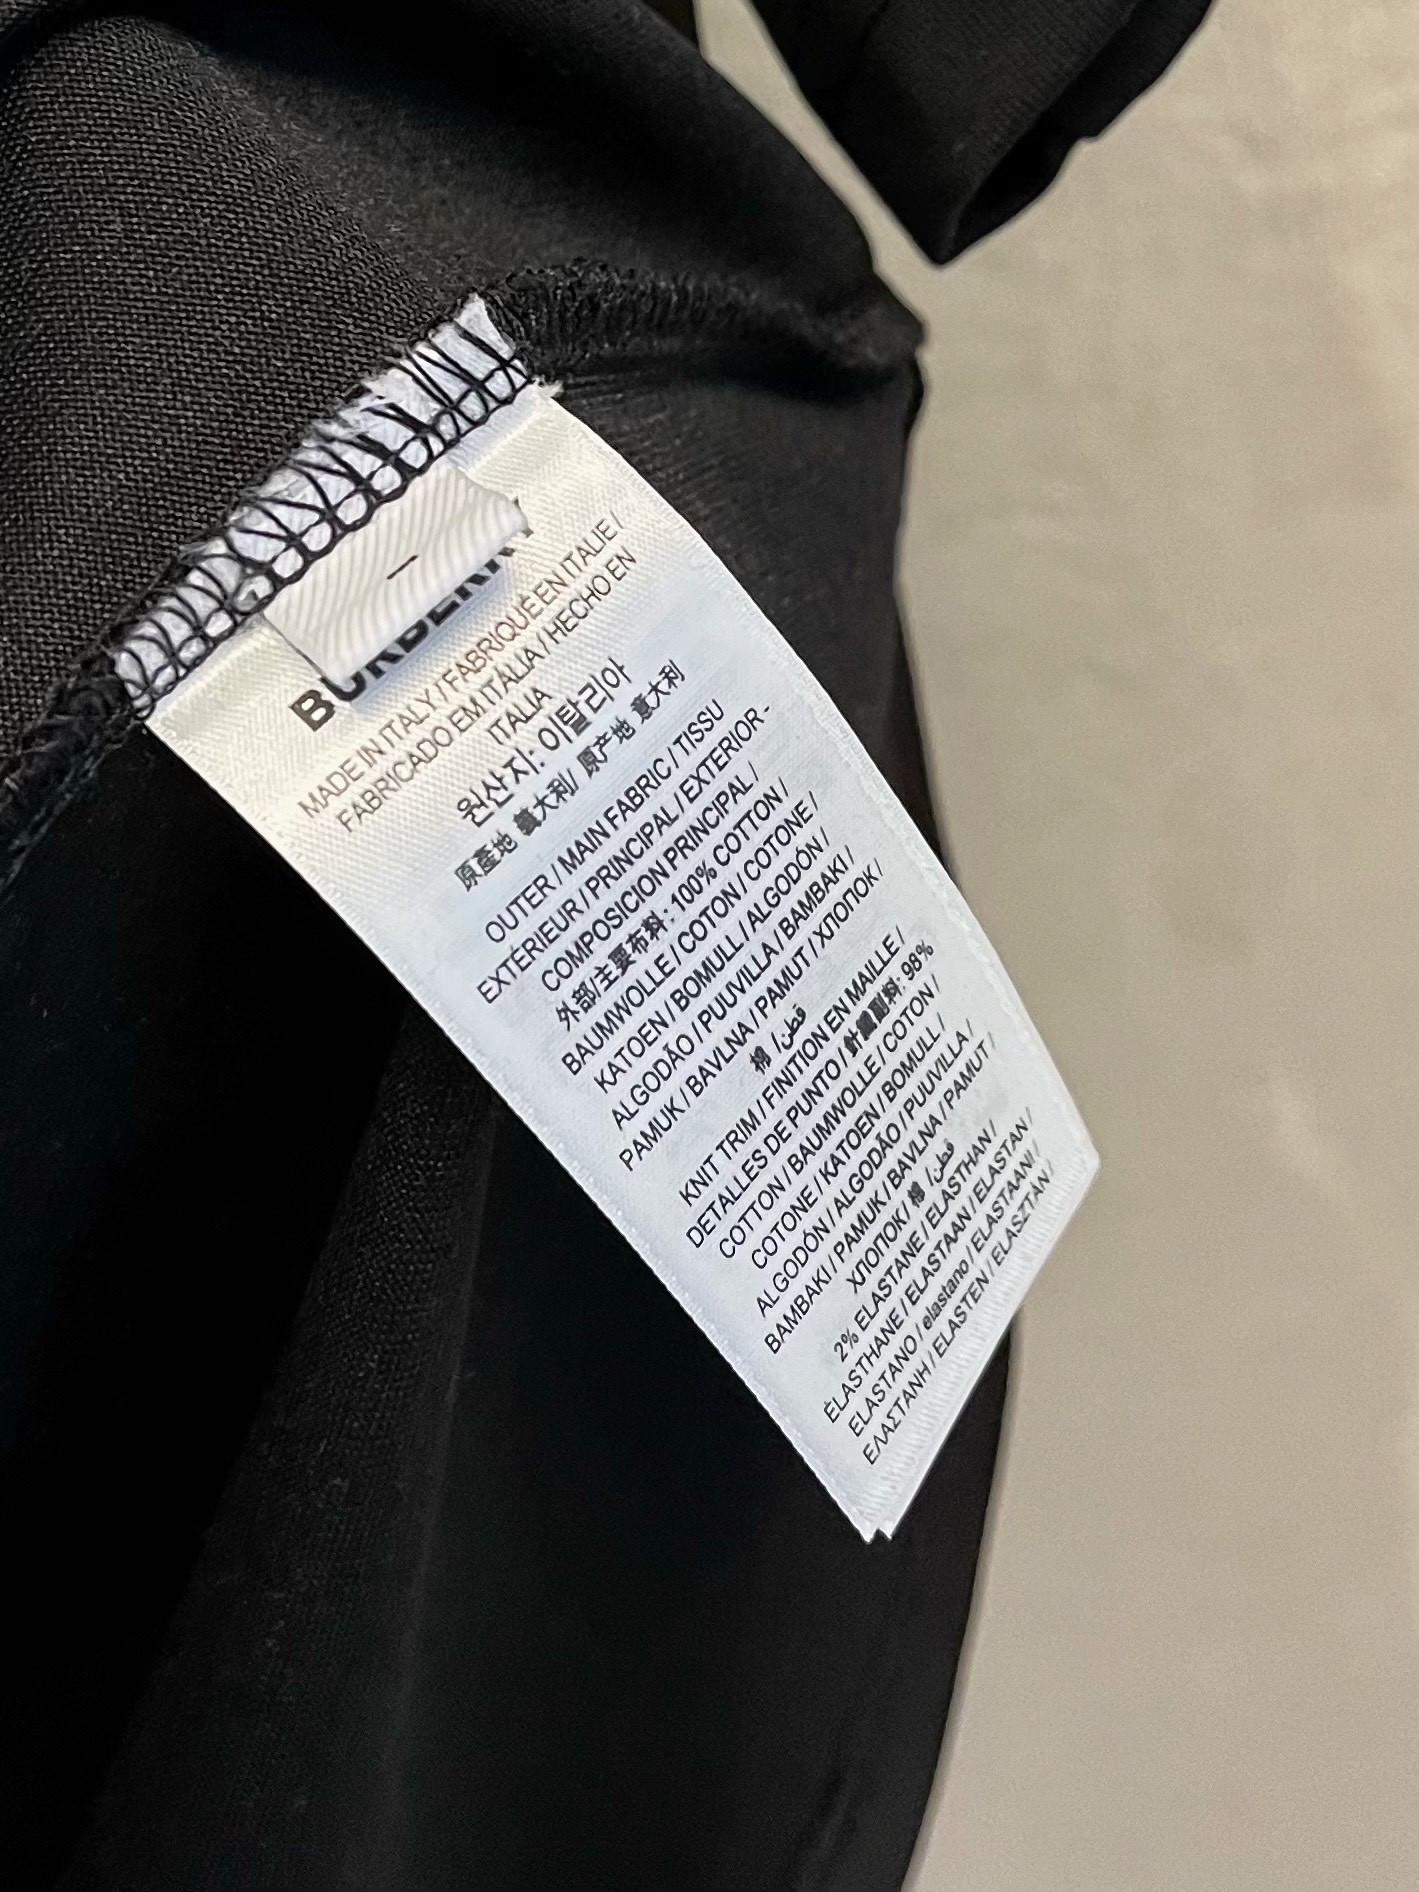 -
BURBERRY
MADE IN ITALY / FABRIQUÉ EN ITALIE /
FABRICADO EM ITALIA / HECHO EN
ITALIA
원산지: 이탈리아
原產地 義大利/ 原产地 意大利
OUTER / MAIN FABRIC / TISSU
EXTÉRIEUR / PRINCIPAL / EXTERIOR -
COMPOSICION PRINCIPAL /
外部/主要布料: 100% COTTON /
BAUMWOLLE / COTON / COTONE /
KATOEN / BOMULL / ALGODÓN /
ALGODÃO / PUUVILLA / BAMBAKI /
PAMUK / BAVLNA / PAMUT / ХЛОПОК /
棉 /قطن
KNIT TRIM / FINITION EN MAILLE /
DETALLES DE PUNTO / 針織副料: 98%
COTTON / BAUMWOLLE / COTON /
COTONE / KATOEN / BOMULL /
ALGODÓN / ALGODÃO / PUUVILLA /
BAMBAKI / PAMUK / BAVLNA / PAMUT /
ХЛОПОК/ 棉 /قطن
2% ELASTANE / ELASTHAN /
ÉLASTHANE / ELASTAAN / ELASTAN /
ELASTANO / elastano / ELASTAANI /
ΕΛΑΣΤΑΝΗ / ELASTEN / ELASZTÁN /